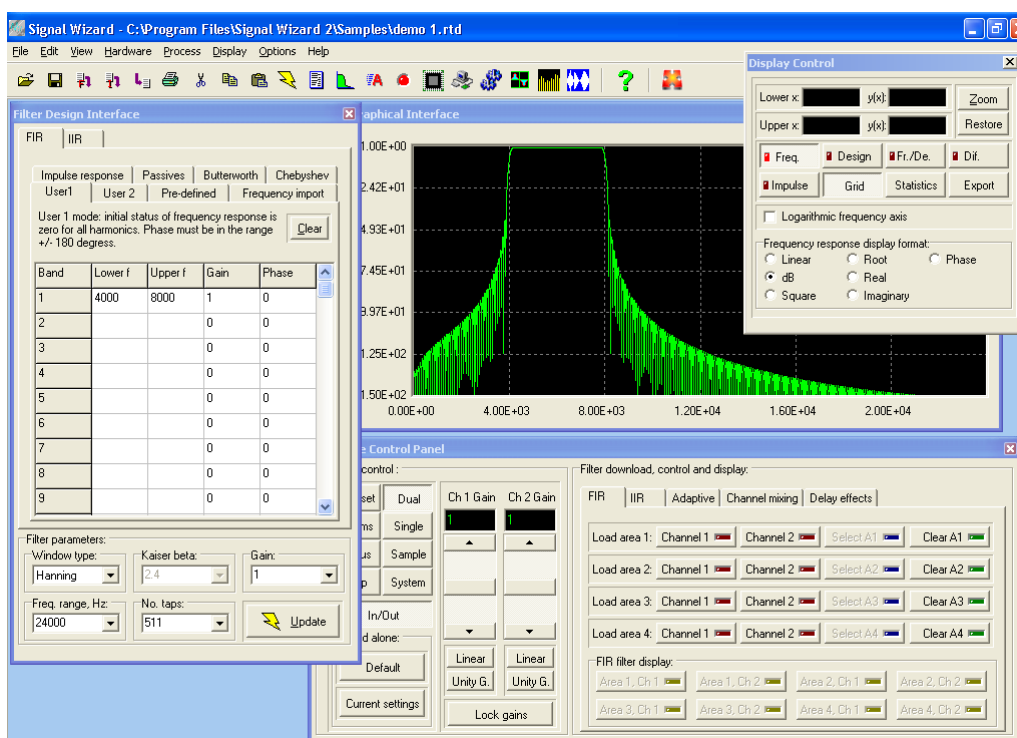 Signal Wizard - C:\Program Files\Signal Wizard 2\Samples\demo 1.rtd
File Edit View Hardware Process Display Options Help
Filter Design Interface
FIR IIR
Impulse response Passives Butterworth Chebyshev
User1 User 2 Pre-defined Frequency import
User 1 mode: initial status of frequency response is
zero for all harmonics. Phase must be in the range
+/- 180 degress.
Clear
Band Lower f Upper f Gain Phase
1 4000 8000 1 0
2 0 0
3 0 0
4 0 0
5 0 0
6 0 0
7 0 0
8 0 0
9 0 0
Filter parameters:
Window type: Kaiser beta: Gain:
Hanning 2.4 1
Freq. range, Hz: No. taps:
24000 511 Update
Interface
2.42E+01
4.93E+01
7.45E+01
1.25E+02
0.00E+00 4.00E+03 8.00E+03 1.20E+04 1.60E+04 2.00E+04
Display Control
Lower x: y(x): Zoom
Upper x: y(x): Restore
Freq. Design Fr./De. Dif.
Impulse Grid Statistics Export
Logarithmic frequency axis
Frequency response display format:
Linear Root Phase
dB Real
Square Imaginary
Control Panel
Dual
Single
Sample
System
In/Out
Default
Current settings
Ch 1 Gain Ch 2 Gain
1 1
Linear Linear
Unity G. Unity G.
Lock gains
Filter download, control and display:
FIR IIR Adaptive Channel mixing Delay effects
Load area 1: Channel 1 Channel 2 Select A1 Clear A1
Load area 2: Channel 1 Channel 2 Select A2 Clear A2
Load area 3: Channel 1 Channel 2 Select A3 Clear A3
Load area 4: Channel 1 Channel 2 Select A4 Clear A4
FIR filter display:
Area 1, Ch 1 Area 1, Ch 2 Area 2, Ch 1 Area 2, Ch 2
Area 3, Ch 1 Area 3, Ch 2 Area 4, Ch 1 Area 4, Ch 2